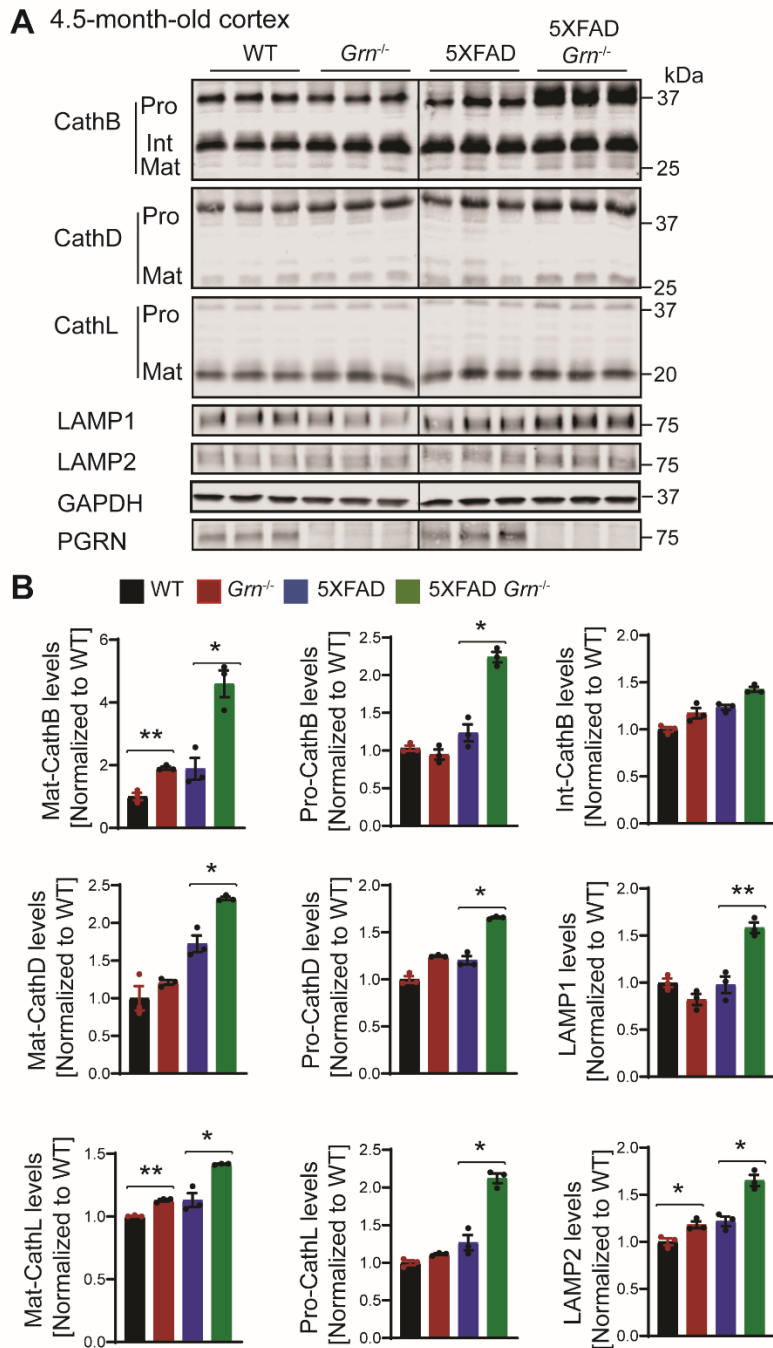 A 4.5-month-old cortex
WT Grn-/- 5XFAD 5XFAD Grn-/-
kDa
CathB Pro 37
Int
Mat 25
CathD Pro 37
Mat 25
CathL Pro 37
Mat 20
LAMP1 75
LAMP2 75
GAPDH 37
PGRN 75
B WT Grn-/- 5XFAD 5XFAD Grn-/-
Mat-CathB levels
[Normalized to WT]
6
4
2
0
**
*
Pro-CathB levels
[Normalized to WT]
2.5
2.0
1.5
1.0
0.5
0.0
*
Int-CathB levels
[Normalized to WT]
2.0
1.5
1.0
0.5
0.0
Mat-CathD levels
[Normalized to WT]
2.5
2.0
1.5
1.0
0.5
0.0
*
Pro-CathD levels
[Normalized to WT]
2.0
1.5
1.0
0.5
0.0
*
LAMP1 levels
[Normalized to WT]
2.0
1.5
1.0
0.5
0.0
**
Mat-CathL levels
[Normalized to WT]
1.5
1.0
1.5
0.0
**
*
Pro-CathL levels
[Normalized to WT]
2.5
2.0
1.5
1.0
0.5
0.0
*
LAMP2 levels
[Normalized to WT]
2.0
1.5
1.0
0.5
0.0
*
*